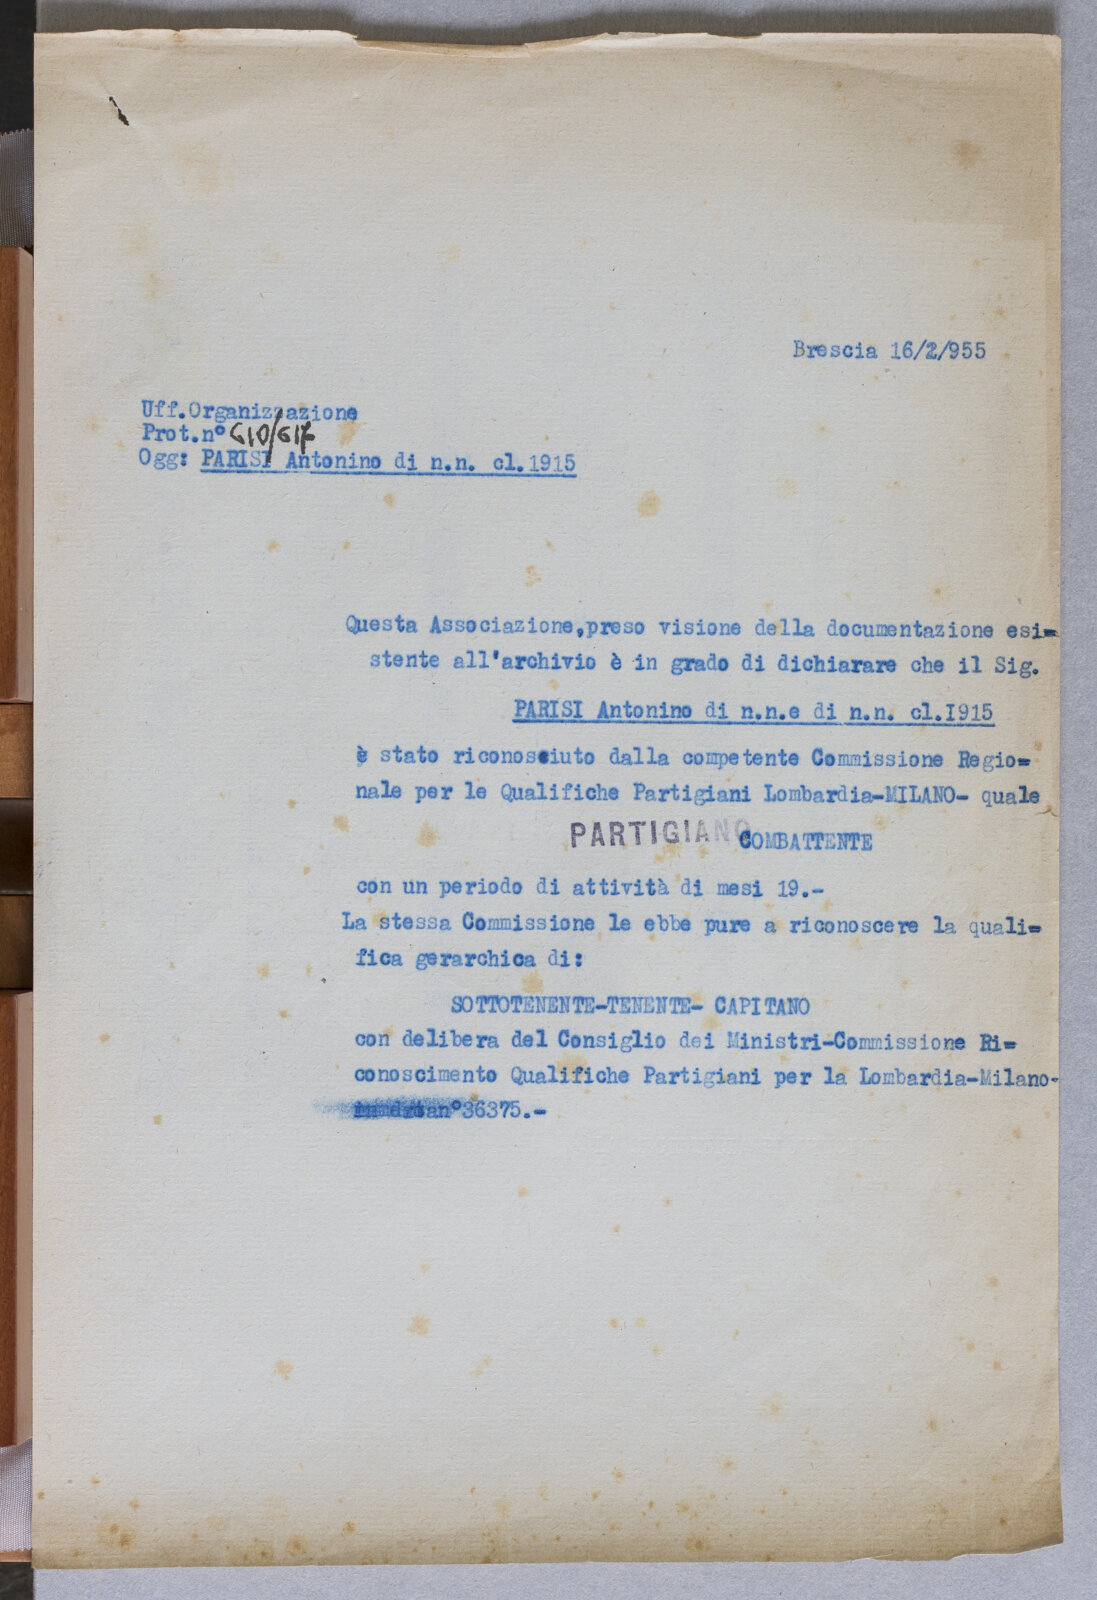 Brescia 16/2/955
Uff.Organizzazione
Prot.n° 610/617
Ogg: PARISI Antonino di n.n. cl.1915
Questa Associazione,preso visione della documentazione esi=
stente all'archivio è in grado di dichiarare che il Sig.
PARISI Antonino di n.n.e di n.n. cl.I915
è stato riconosciuto dalla competente Commissione Regio=
nale per le Qualifiche Partigiani Lombardia-MILANO- quale
PARTIGIANO COMBATTENTE
con un periodo di attività di mesi 19.-
La stessa Commissione le ebbe pure a riconoscere la quali=
fica gerarchica di:
SOTTOTENENTE-TENENTE- CAPITANO
con delibera del Consiglio dei Ministri-Commissione Ri=
conoscimento Qualifiche Partigiani per la Lombardia-Milano-
n°36375.-